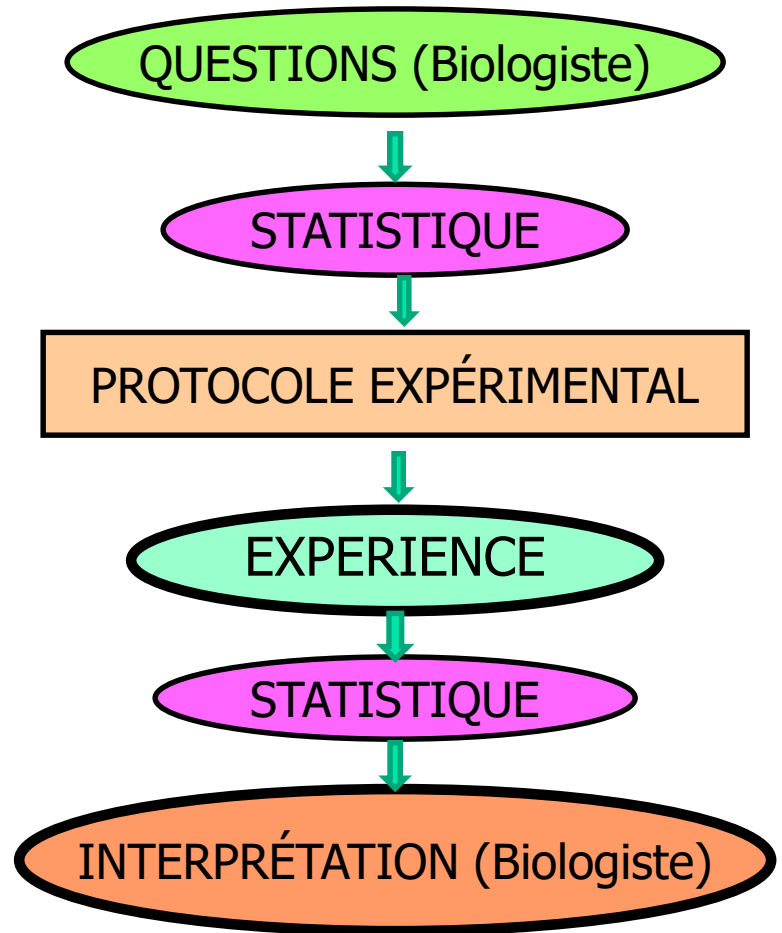 QUESTIONS (Biologiste)
STATISTIQUE
PROTOCOLE EXPÉRIMENTAL
EXPERIENCE
STATISTIQUE
INTERPRÉTATION (Biologiste)